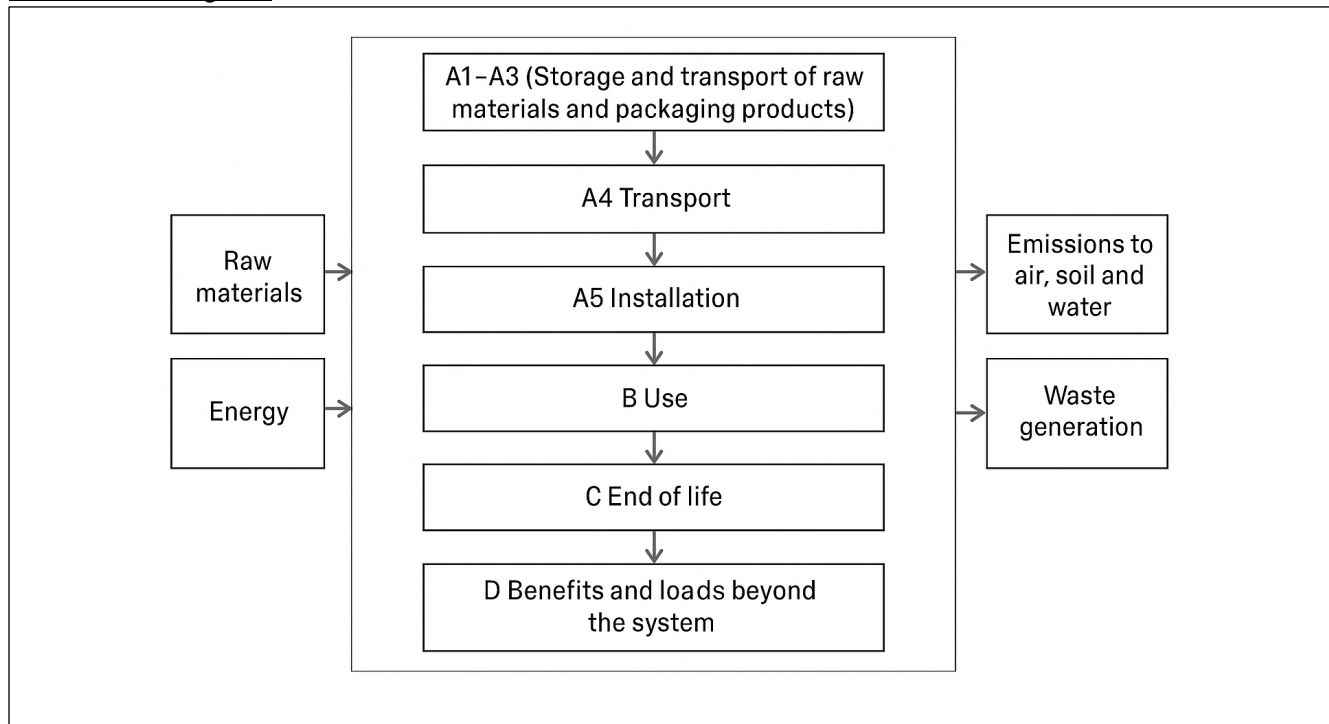 A1–A3 (Storage and transport of raw
materials and packaging products)
A4 Transport
Raw
materials
Emissions to
air, soil and
water
A5 Installation
Energy
B Use
Waste
generation
C End of life
D Benefits and loads beyond
the system